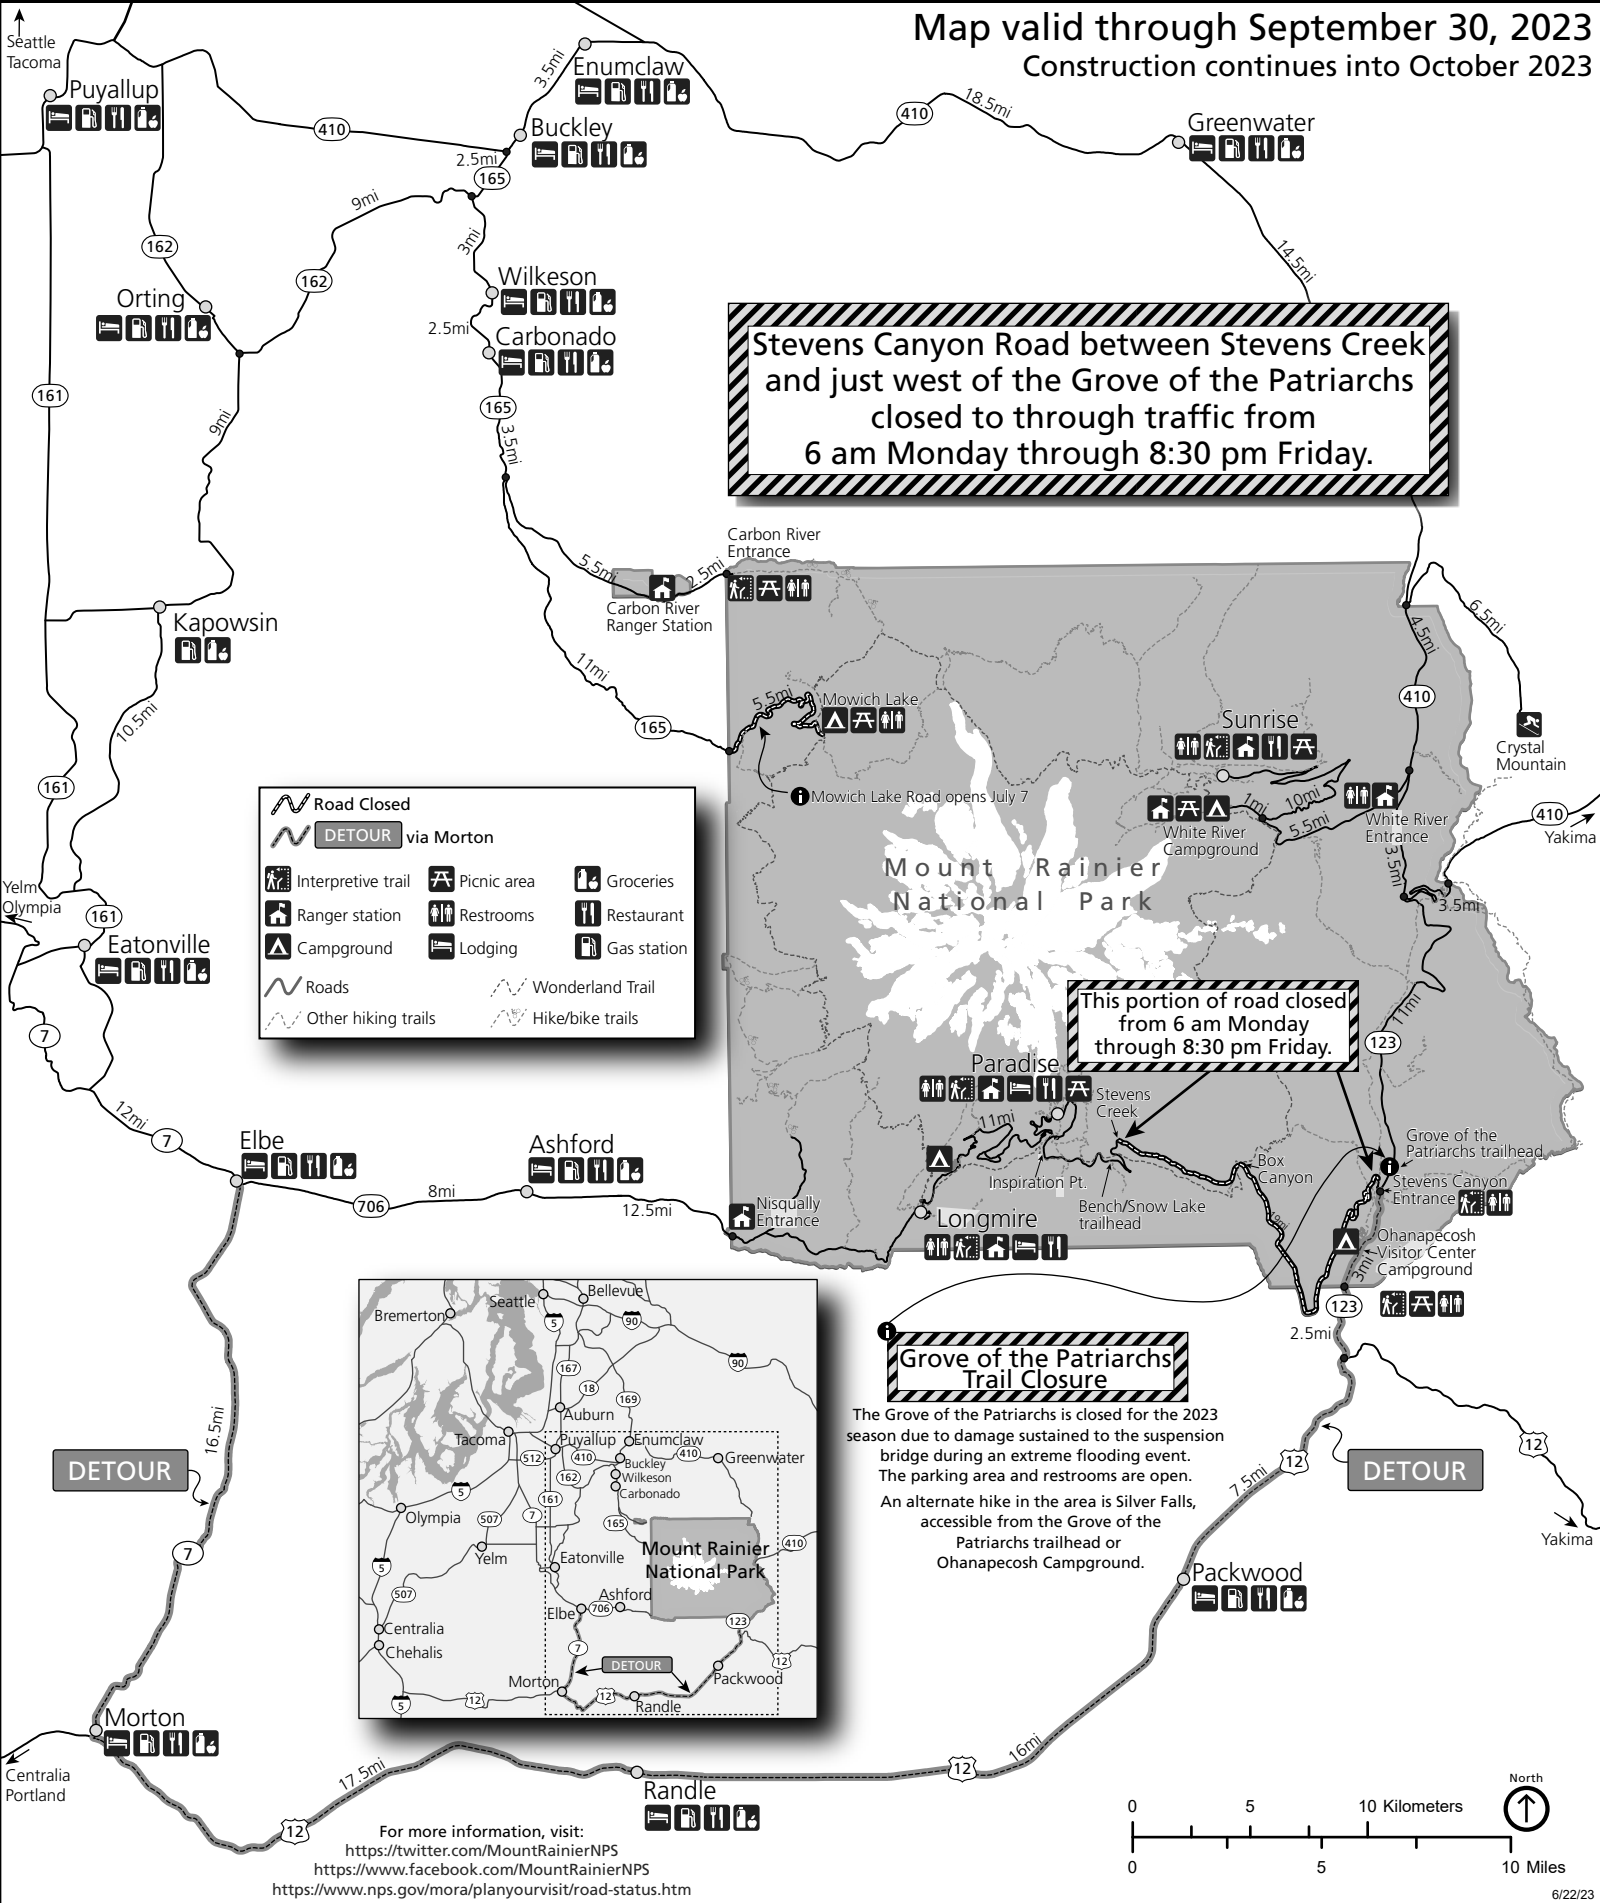 Map valid through September 30, 2023
Construction continues into October 2023
Seattle
Tacoma
Puyallup
Enumclaw
3.5mi
Buckley
410
2.5mi
165
410
18.5mi
Greenwater
14.5mi
9mi
162
162
3mi
Orting
Wilkeson
2.5mi
Carbonado
165
3.5mi
161
9mi
Stevens Canyon Road between Stevens Creek
and just west of the Grove of the Patriarchs
closed to through traffic from
6 am Monday through 8:30 pm Friday.
Carbon River
Entrance
5.5mi
2.5mi
Carbon River
Ranger Station
Kapowsin
11mi
165
10.5mi
161
4.5mi
6.5mi
410
5.5mi
Mowich Lake
Mowich Lake Road opens July 7
Sunrise
Crystal
Mountain
1mi
10mi
5.5mi
White River
Campground
White River
Entrance
410
Yakima
3.5mi
3.5mi
Mount Rainier
National Park
Road Closed
DETOUR
via Morton
Interpretive trail
Picnic area
Groceries
Ranger station
Restrooms
Restaurant
Campground
Lodging
Gas station
Roads
Wonderland Trail
Other hiking trails
Hike/bike trails
Yelm
Olympia
161
Eatonville
7
12mi
7
Elbe
Ashford
706
8mi
12.5mi
Nisqually
Entrance
This portion of road closed
from 6 am Monday
through 8:30 pm Friday.
11mi
123
Paradise
Stevens
Creek
11mi
Inspiration Pt.
Bench/Snow Lake
trailhead
Box
Canyon
19mi
Longmire
Grove of the
Patriarchs trailhead
Stevens Canyon
Entrance
Ohanapecosh
Visitor Center
Campground
3mi
123
2.5mi
Grove of the Patriarchs
Trail Closure
The Grove of the Patriarchs is closed for the 2023
season due to damage sustained to the suspension
bridge during an extreme flooding event.
The parking area and restrooms are open.
An alternate hike in the area is Silver Falls,
accessible from the Grove of the
Patriarchs trailhead or
Ohanapecosh Campground.
12
Yakima
12
DETOUR
7.5mi
Packwood
16mi
12
16.5mi
DETOUR
7
Morton
Centralia
Portland
17.5mi
12
Randle
Bremerton
Seattle
Bellevue
5
90
90
167
18
169
Auburn
Tacoma
Puyallup
Enumclaw
512
410
410
Greenwater
Buckley
162
Wilkeson
Carbonado
5
161
Olympia
507
7
165
410
Yelm
Mount Rainier
National Park
Eatonville
5
507
Ashford
Elbe
706
123
Centralia
Chehalis
7
12
DETOUR
Packwood
Morton
12
12
Randle
5
For more information, visit:
https://twitter.com/MountRainierNPS
https://www.facebook.com/MountRainierNPS
https://www.nps.gov/mora/planyourvisit/road-status.htm
North
0 5 10 Kilometers
0 5 10 Miles
6/22/23